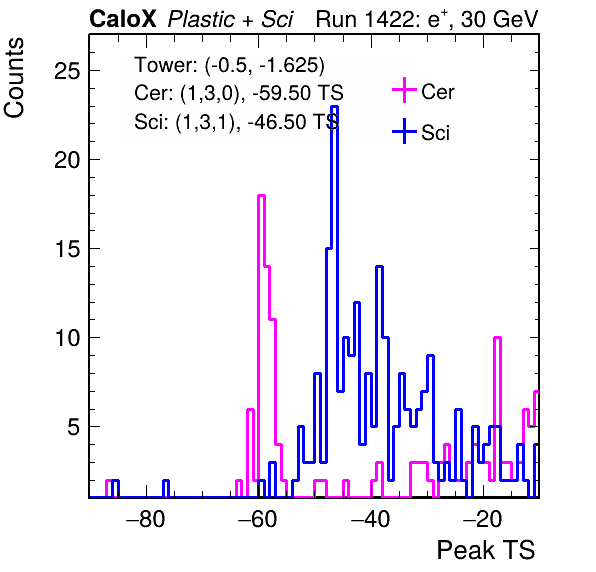 CaloX Plastic + Sci Run 1422: e+, 30 GeV
Counts
Tower: (-0.5, -1.625)
Cer: (1,3,0), -59.50 TS
Sci: (1,3,1), -46.50 TS
Cer
Sci
25
20
15
10
5
−80 −60 −40 −20
Peak TS